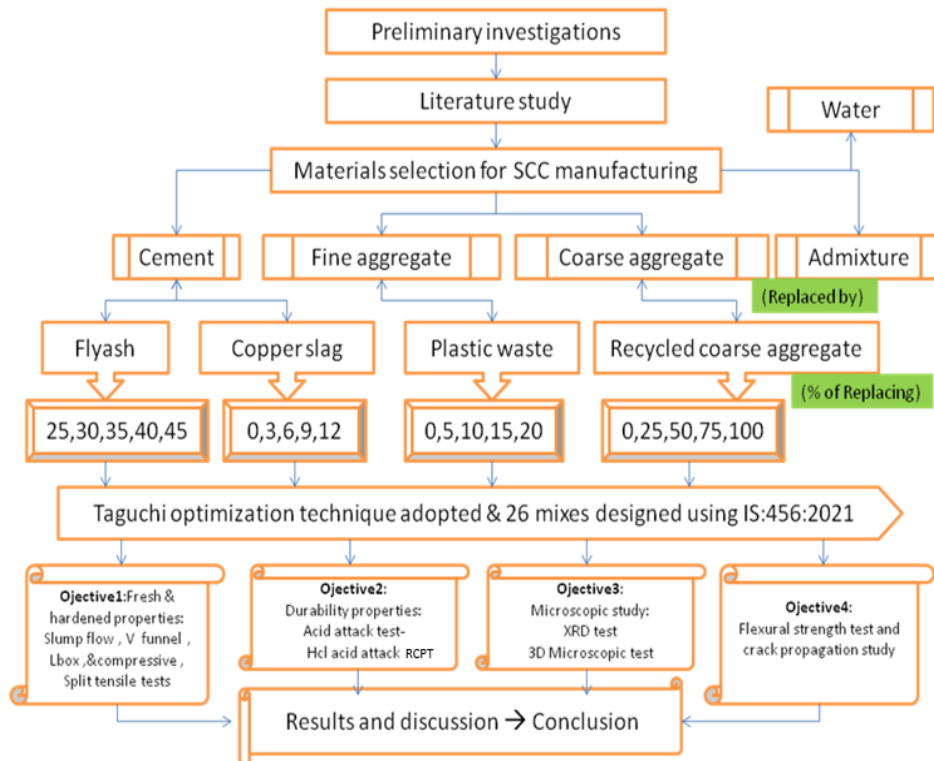 Preliminary investigations
Literature study
Water
Materials selection for SCC manufacturing
Cement
Fine aggregate
Coarse aggregate
Admixture
(Replaced by)
Flyash
Copper slag
Plastic waste
Recycled coarse aggregate
(% of Replacing)
25,30,35,40,45
0,3,6,9,12
0,5,10,15,20
0,25,50,75,100
Taguchi optimization technique adopted & 26 mixes designed using IS:456:2021
Ojective1:Fresh &
hardened properties:
Slump flow , V funnel ,
Lbox ,&compressive ,
Split tensile tests
Ojective2:
Durability properties:
Acid attack test-
Hcl acid attack RCPT
Ojective3:
Microscopic study:
XRD test
3D Microscopic test
Ojective4:
Flexural strength test and
crack propagation study
Results and discussion → Conclusion